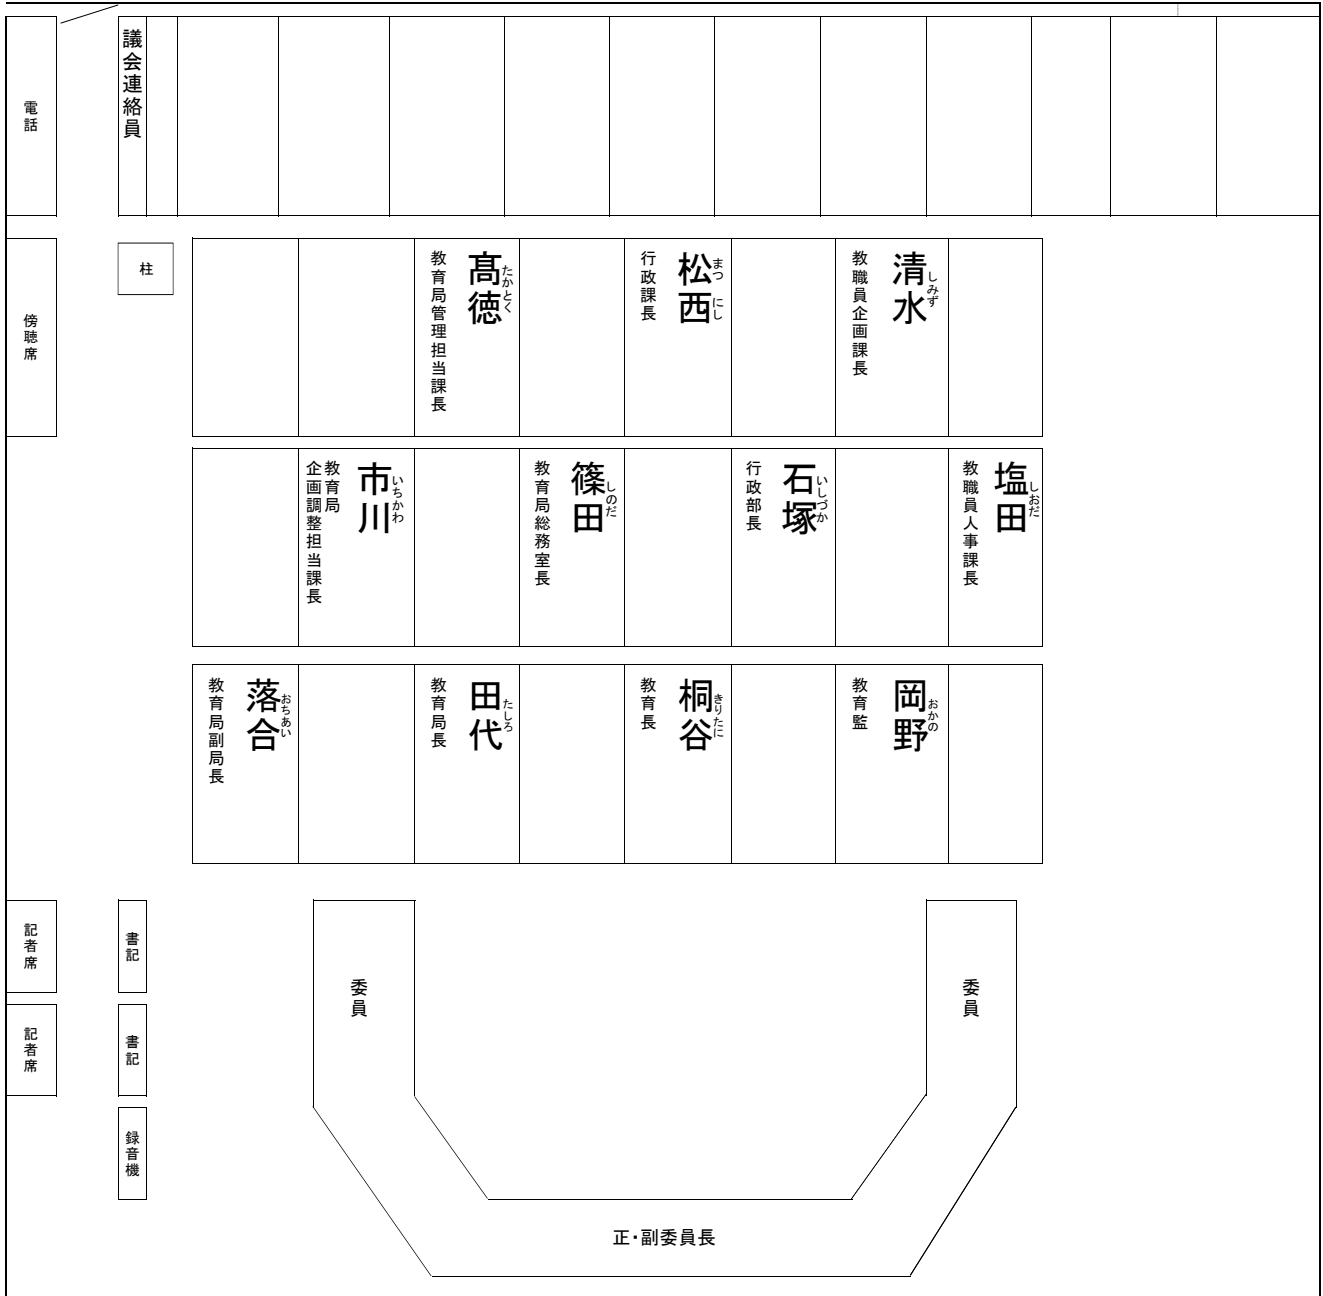 電話
議会連絡員
傍聴席
柱
教育局管理担当課長
髙徳
たかとく
行政課長
松西
まつ にし
教職員企画課長
清水
しみず
教育局
企画調整担当課長
市川
いちかわ
教育局総務室長
篠田
しのだ
行政部長
石塚
いしづか
教職員人事課長
塩田
しおだ
教育局副局長
落合
おちあい
教育局長
田代
たしろ
教育長
桐谷
きりたに
教育監
岡野
おかの
記者席
書記
委員
委員
記者席
書記
録音機
正・副委員長